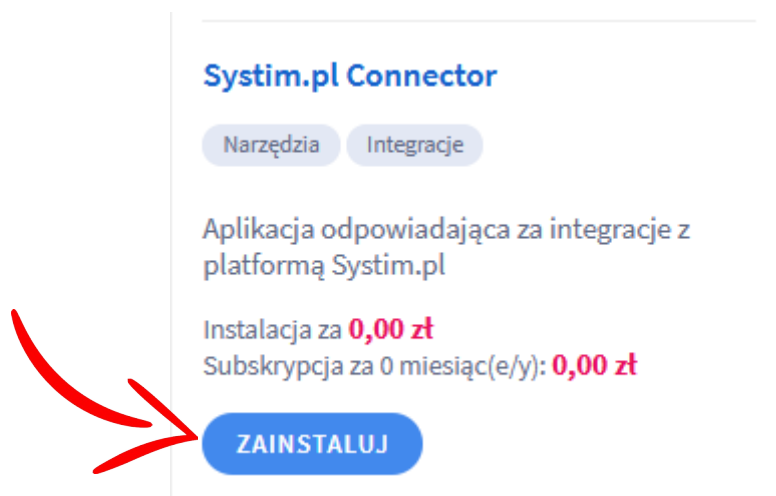 Systim.pl Connector
Narzędzia Integracje
Aplikacja odpowiadająca za integracje z
platformą Systim.pl
Instalacja za 0,00 zł
Subskrypcja za 0 miesiąc(e/y): 0,00 zł
ZAINSTALUJ